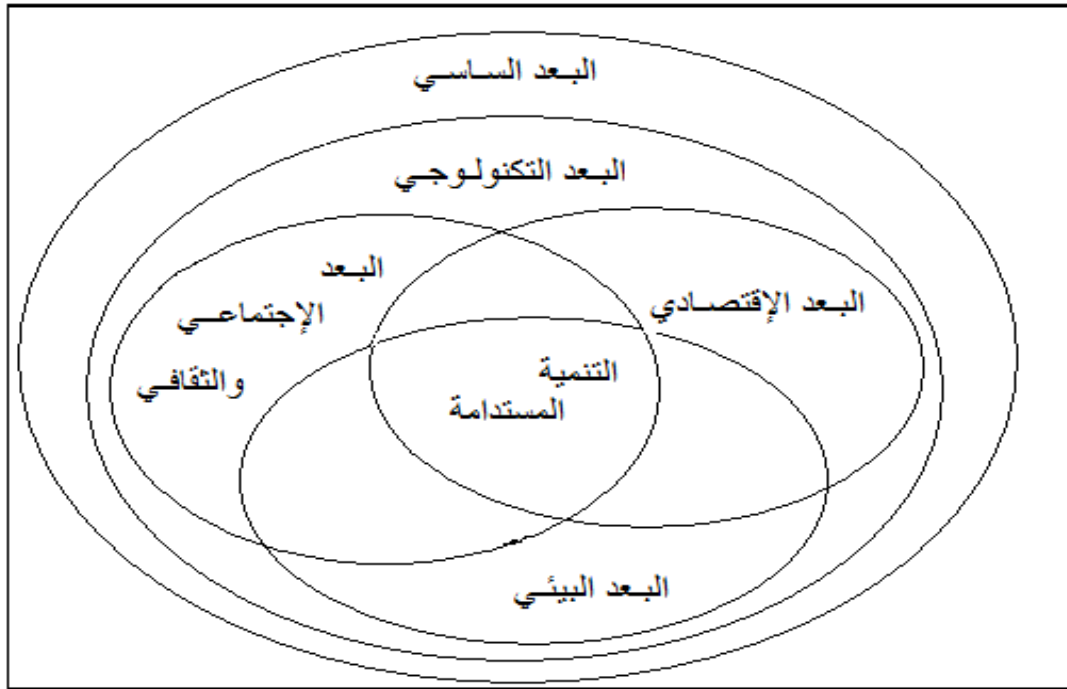 البعد الساسي
البعد التكنولوجي
البعد الإقتصادي
البعد
الإجتماعي
والثقافي
التنمية
المستدامة
البعد البيئي